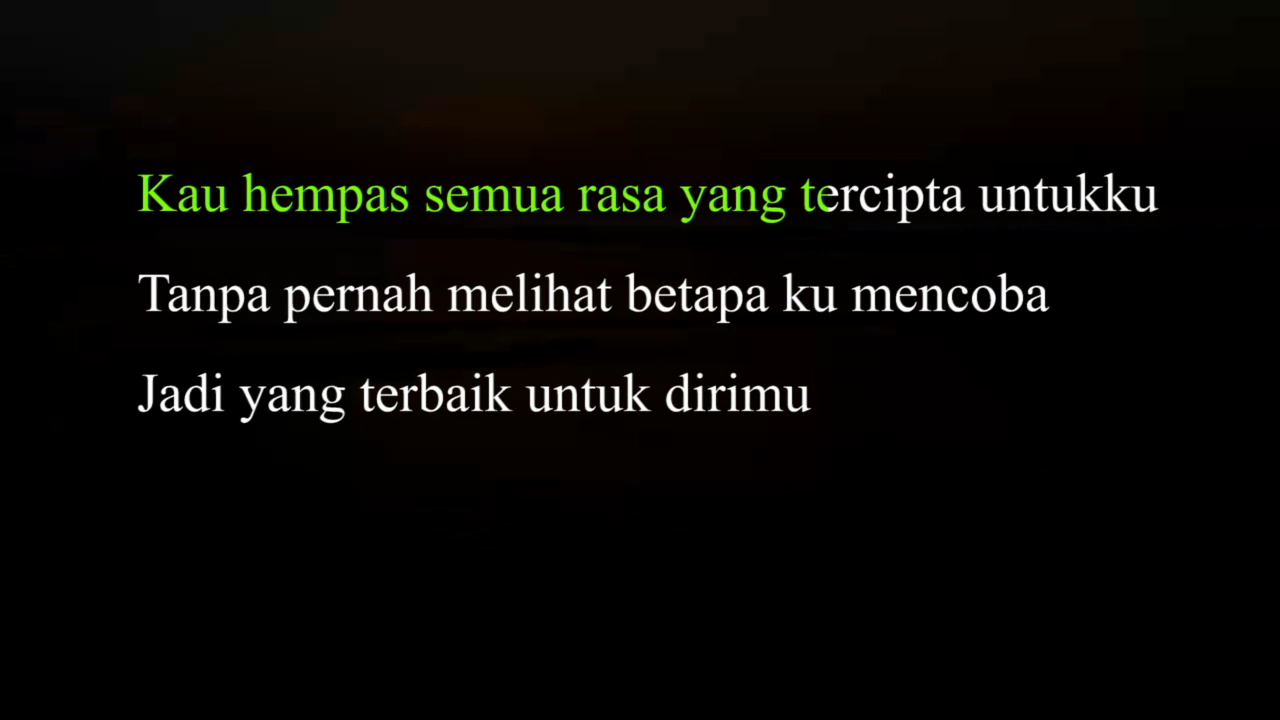 Kau hempas semua rasa yang tercipta untukku
Tanpa pernah melihat betapa ku mencoba
Jadi yang terbaik untuk dirimu